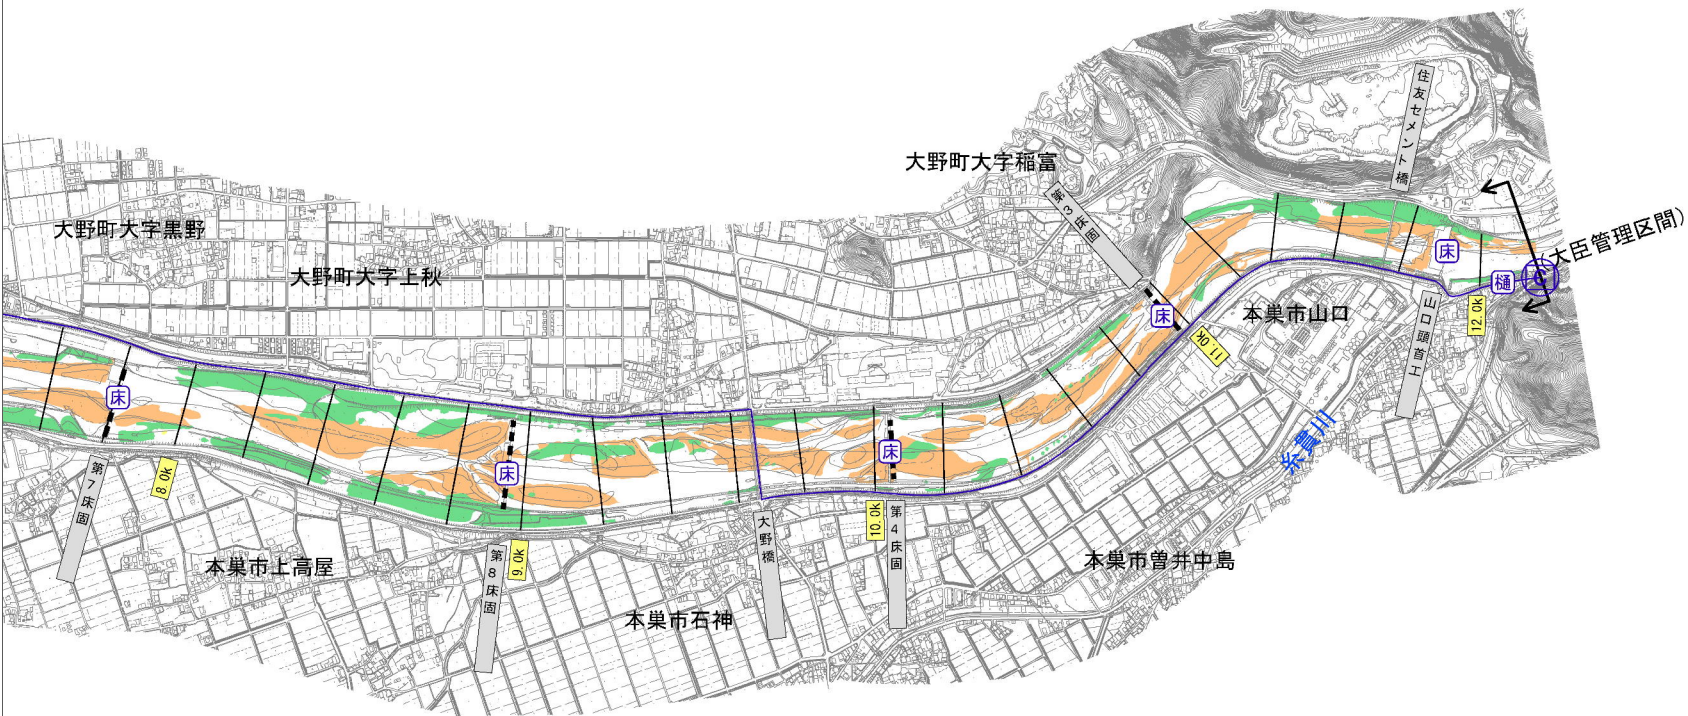 住友セメント橋
大野町大字稲富
第3床固
大臣管理区間)
大野町大字黒野
床
大野町大字上秋
樋
C
床
本巣市山口
山口頭首工
12.0k
11.0k
床
糸貫川
床
床
第7床固
8.0k
大野橋
10.0k
第4床固
第8床固
9.0k
本巣市上高屋
本巣市曽井中島
本巣市石神